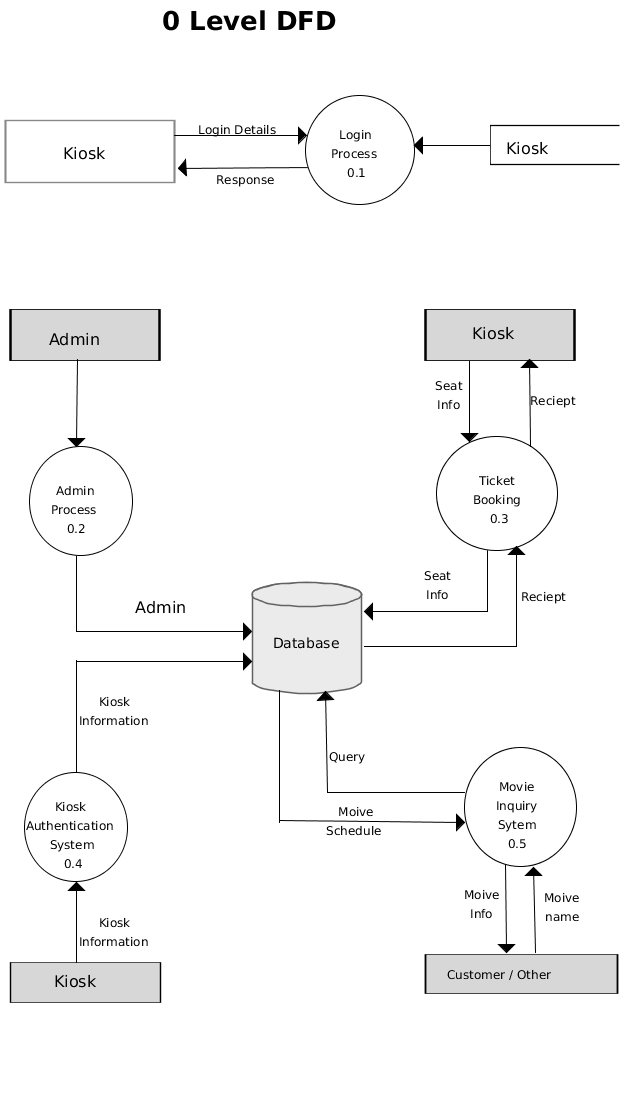 0 Level DFD
Login Details
Login
Process
0.1
Kiosk
Kiosk
Response
Admin
Kiosk
Seat
Info
Reciept
Admin
Process
0.2
Ticket
Booking
0.3
Seat
Info
Reciept
Admin
Database
Kiosk
Information
Query
Moive
Schedule
Kiosk
Authentication
System
0.4
Movie
Inquiry
Sytem
0.5
Moive
Info
Moive
name
Kiosk
Information
Kiosk
Customer / Other